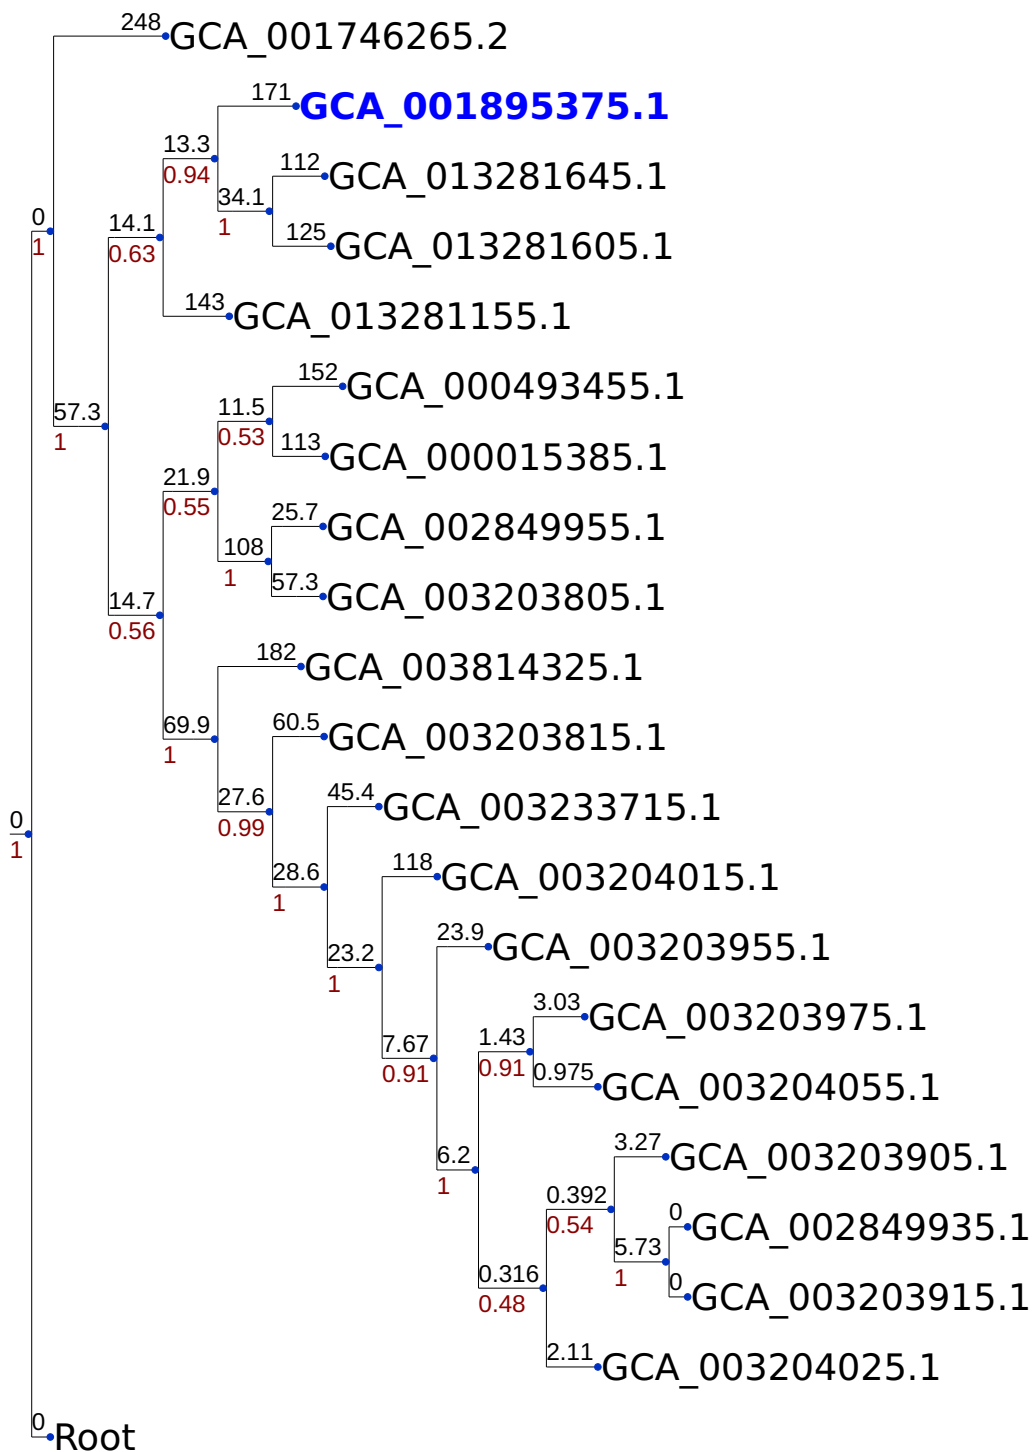 248 GCA_001746265.2
171 GCA_001895375.1
13.3
0.94
112 GCA_013281645.1
34.1
1
0
1
14.1
0.63
125 GCA_013281605.1
143 GCA_013281155.1
152 GCA_000493455.1
57.3
1
11.5
0.53
113 GCA_000015385.1
21.9
0.55
25.7 GCA_002849955.1
108
1
57.3 GCA_003203805.1
14.7
0.56
182 GCA_003814325.1
69.9
1
60.5 GCA_003203815.1
27.6
0.99
45.4 GCA_003233715.1
0
1
28.6
1
118 GCA_003204015.1
23.2
1
23.9 GCA_003203955.1
3.03 GCA_003203975.1
7.67
0.91
1.43
0.91
0.975 GCA_003204055.1
3.27 GCA_003203905.1
6.2
1
0.392
0.54
0 GCA_002849935.1
5.73
1
0.316
0.48
0 GCA_003203915.1
2.11 GCA_003204025.1
0 Root